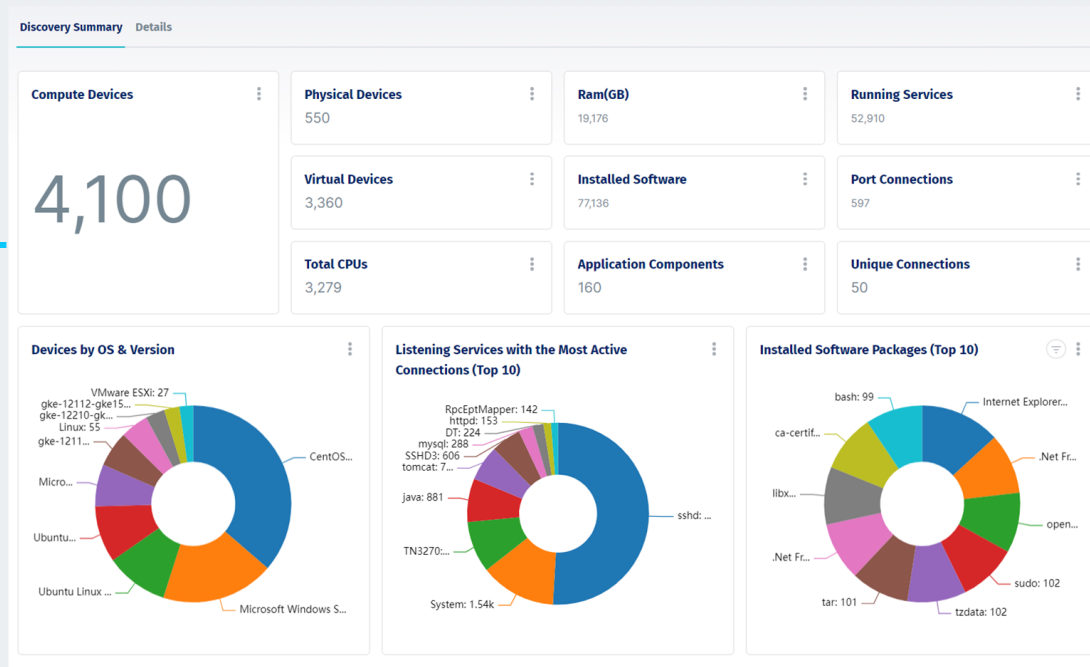 Discovery Summary
Details
Compute Devices
4,100
Physical Devices
550
Virtual Devices
3,360
Total CPUs
3,279
Ram(GB)
19,176
Installed Software
77,136
Application Components
160
Running Services
52,910
Port Connections
597
Unique Connections
50
Devices by OS & Version
VMware ESXi: 27
gke-12112-gke15...
gke-12210-gk...
Linux: 55
gke-1211...
Micro...
Ubuntu...
Ubuntu Linux ...
CentOS...
Microsoft Windows S...
Listening Services with the Most Active
Connections (Top 10)
RpcEptMapper: 142
httpd: 153
DT: 224
mysql: 288
SSHD3: 606
tomcat: 7...
java: 881
TN3270:...
System: 1.54k
sshd: ...
Installed Software Packages (Top 10)
bash: 99
ca-certif...
libx...
.Net Fr...
tar: 101
Internet Explorer...
.Net Fr...
open...
sudo: 102
tzdata: 102